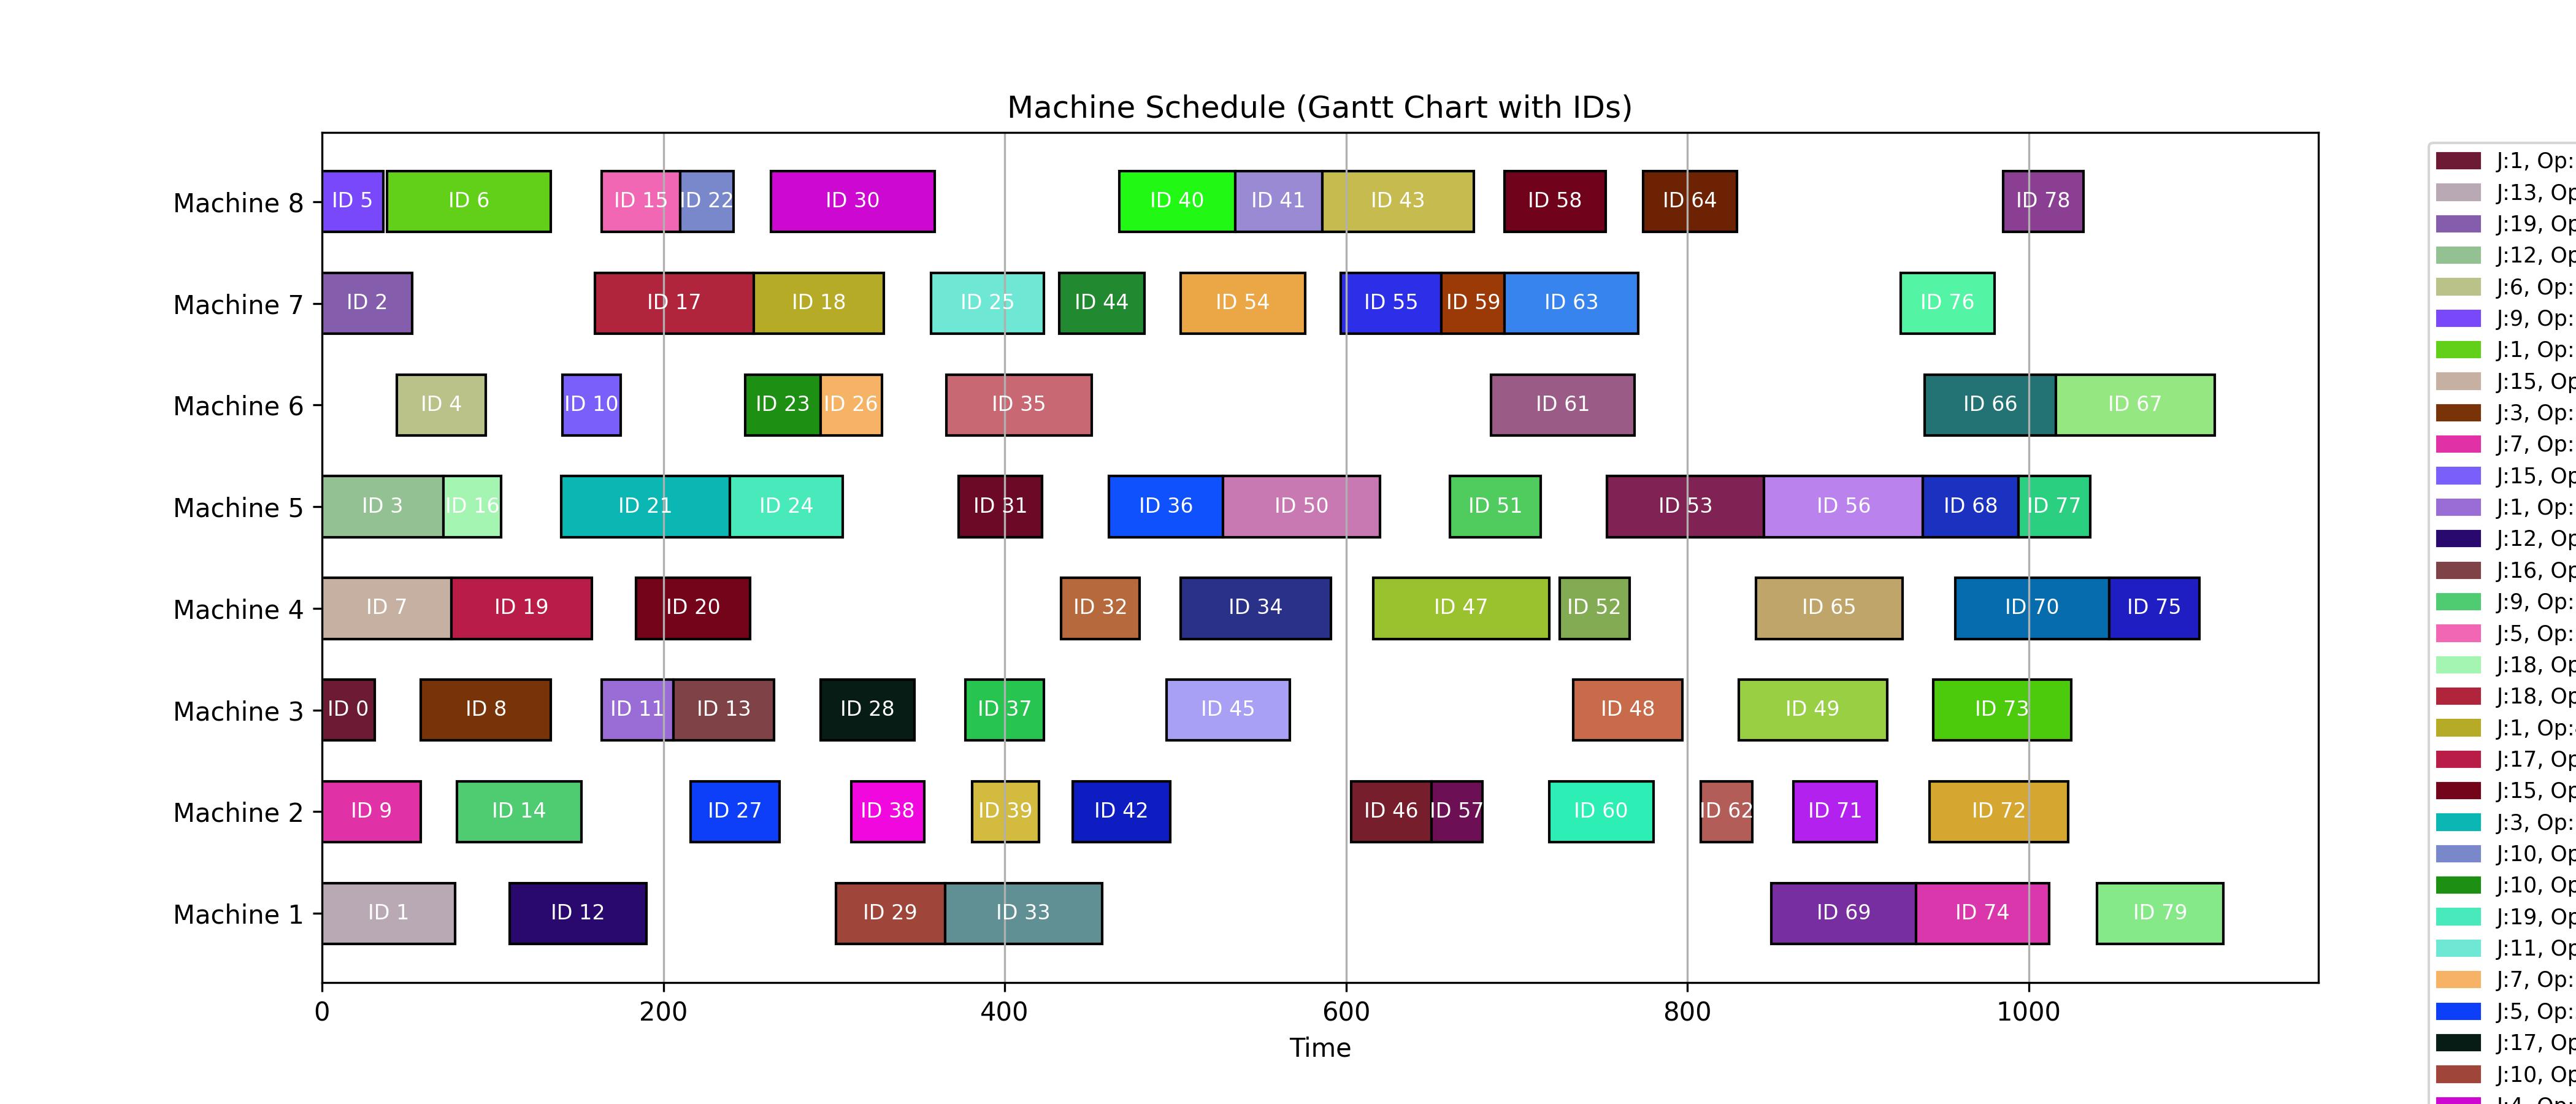 Machine Schedule (Gantt Chart with IDs)
Machine 8
ID 5
ID 6
ID 15
ID 22
ID 30
ID 40
ID 41
ID 43
ID 58
ID 64
ID 78
Machine 7
ID 2
ID 17
ID 18
ID 25
ID 44
ID 54
ID 55
ID 59
ID 63
ID 76
Machine 6
ID 4
ID 10
ID 23
ID 26
ID 35
ID 61
ID 66
ID 67
Machine 5
ID 3
ID 16
ID 21
ID 24
ID 31
ID 36
ID 50
ID 51
ID 53
ID 56
ID 68
ID 77
Machine 4
ID 7
ID 19
ID 20
ID 32
ID 34
ID 47
ID 52
ID 65
ID 70
ID 75
Machine 3
ID 0
ID 8
ID 11
ID 13
ID 28
ID 37
ID 45
ID 48
ID 49
ID 73
Machine 2
ID 9
ID 14
ID 27
ID 38
ID 39
ID 42
ID 46
ID 57
ID 60
ID 62
ID 71
ID 72
Machine 1
ID 1
ID 12
ID 29
ID 33
ID 69
ID 74
ID 79
0
200
400
600
800
1000
Time
J:1, Op:
J:13, Op
J:19, Op
J:12, Op
J:6, Op:
J:9, Op:
J:1, Op:
J:15, Op
J:3, Op:
J:7, Op:
J:15, Op
J:1, Op:
J:12, Op
J:16, Op
J:9, Op:
J:5, Op:
J:18, Op
J:18, Op
J:1, Op:
J:17, Op
J:15, Op
J:3, Op:
J:10, Op
J:10, Op
J:19, Op
J:11, Op
J:7, Op:
J:5, Op:
J:17, Op
J:10, Op
J:4, Op: